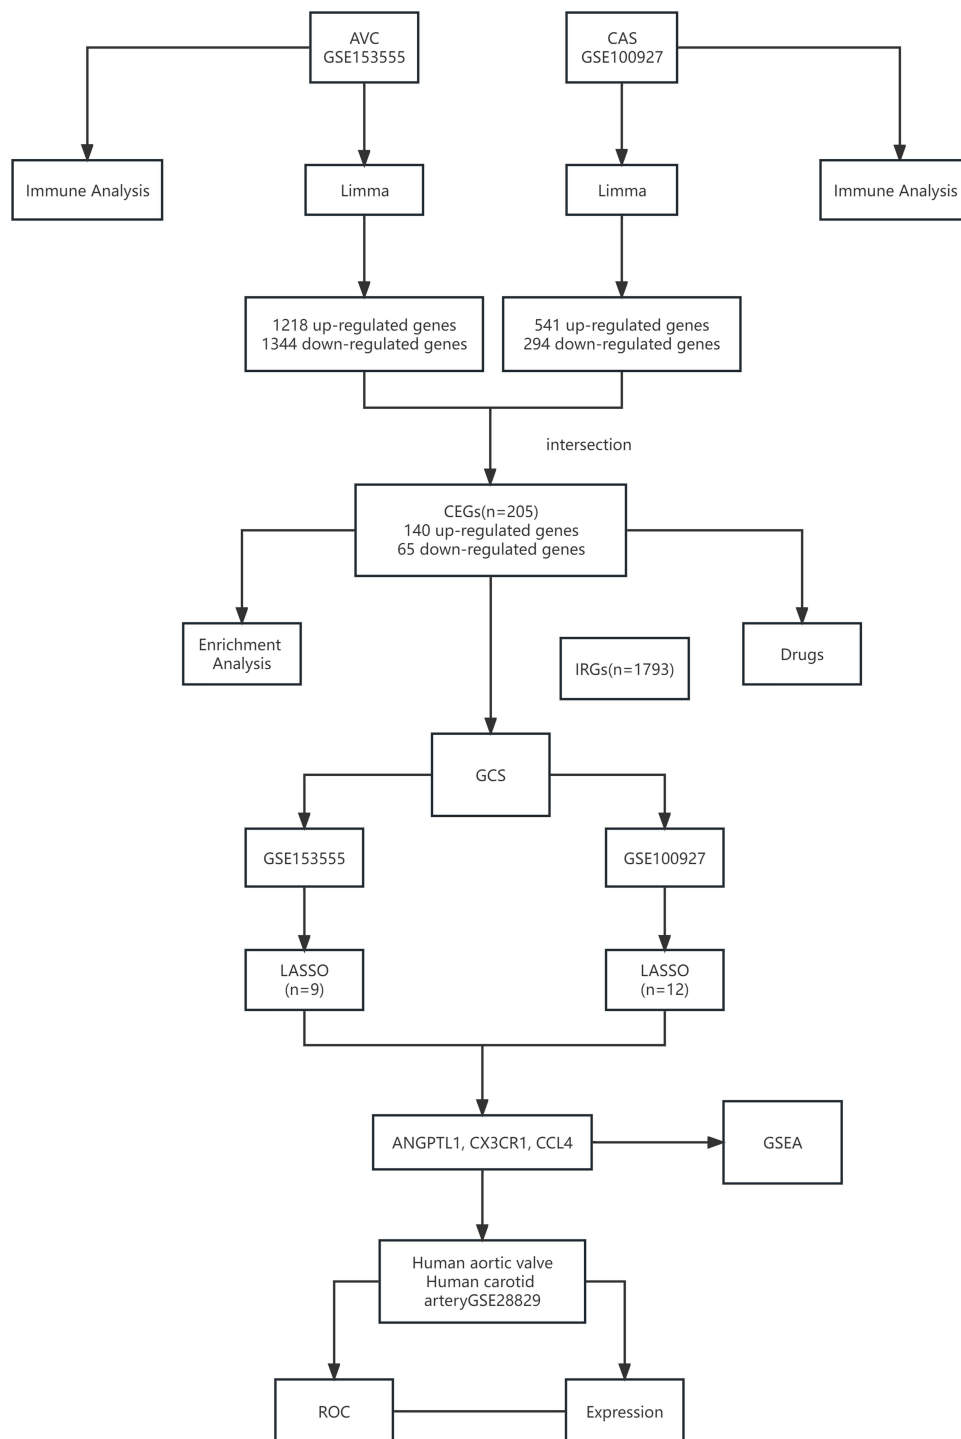 AVC
GSE153555
CAS
GSE100927
Immune Analysis
Limma
Limma
Immune Analysis
1218 up-regulated genes
1344 down-regulated genes
541 up-regulated genes
294 down-regulated genes
intersection
CEGs(n=205)
140 up-regulated genes
65 down-regulated genes
Enrichment
Analysis
IRGs(n=1793)
Drugs
GCS
GSE153555
GSE100927
LASSO
(n=9)
LASSO
(n=12)
ANGPTL1, CX3CR1, CCL4
GSEA
Human aortic valve
Human carotid
arteryGSE28829
ROC
Expression